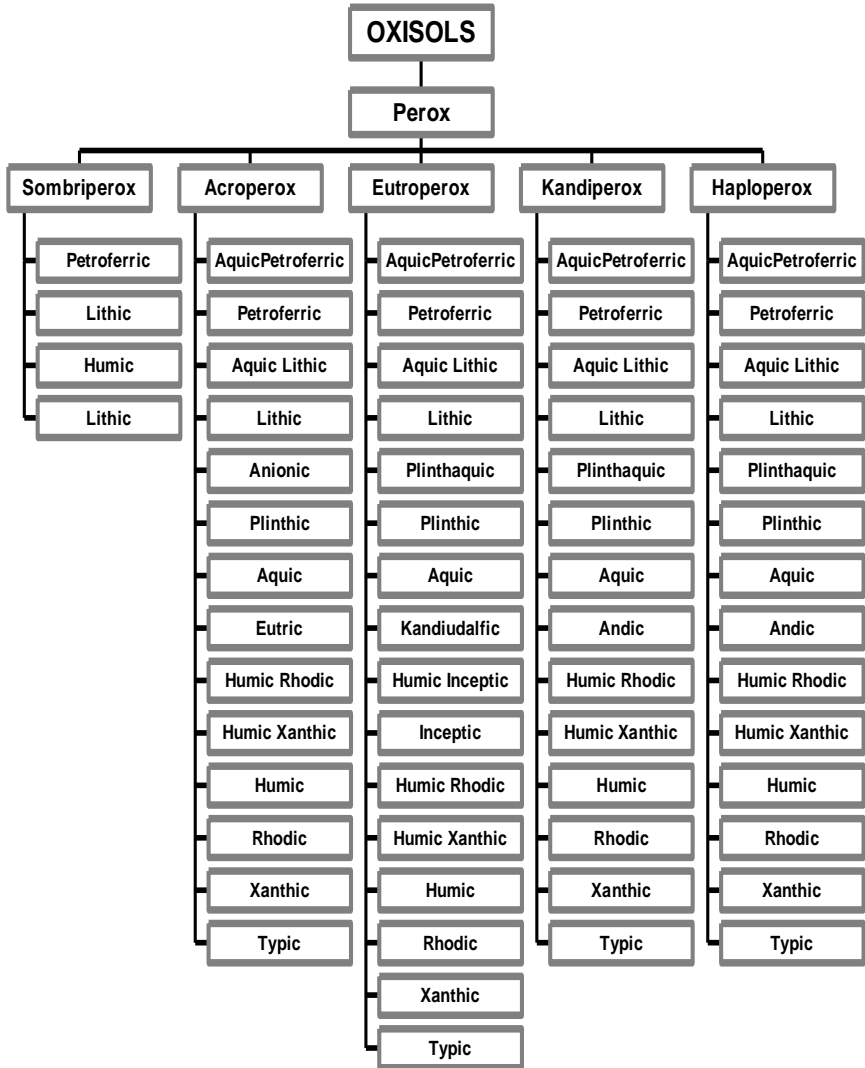 OXISOLS
Perox
Sombriperox
Acroperox
Eutroperox
Kandiperox
Haploperox
Petroferric
Lithic
Humic
Lithic
AquicPetroferric
Petroferric
Aquic Lithic
Lithic
Anionic
Plinthic
Aquic
Eutric
Humic Rhodic
Humic Xanthic
Humic
Rhodic
Xanthic
Typic
AquicPetroferric
Petroferric
Aquic Lithic
Lithic
Plinthaquic
Plinthic
Aquic
Kandiudalfic
Humic Inceptic
Inceptic
Humic Rhodic
Humic Xanthic
Humic
Rhodic
Xanthic
Typic
AquicPetroferric
Petroferric
Aquic Lithic
Lithic
Plinthaquic
Plinthic
Aquic
Andic
Humic Rhodic
Humic Xanthic
Humic
Rhodic
Xanthic
Typic
AquicPetroferric
Petroferric
Aquic Lithic
Lithic
Plinthaquic
Plinthic
Aquic
Andic
Humic Rhodic
Humic Xanthic
Humic
Rhodic
Xanthic
Typic